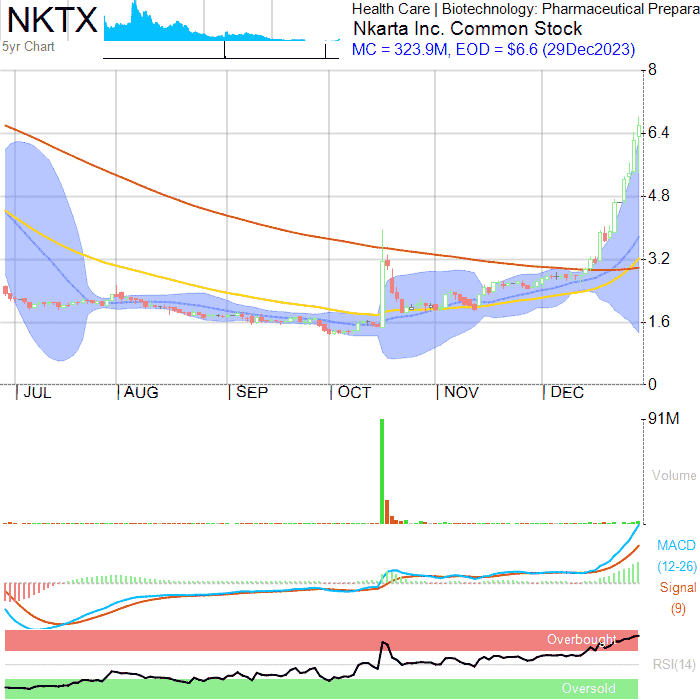 NKTX
5yr Chart
Health Care | Biotechnology: Pharmaceutical Prepara
Nkarta Inc. Common Stock
MC = 323.9M, EOD = $6.6 (29Dec2023)
8
6.4
4.8
3.2
1.6
0
JUL AUG SEP OCT NOV DEC
91M
Volume
MACD
(12-26)
Signal
(9)
Overbought
RSI(14)
Oversold